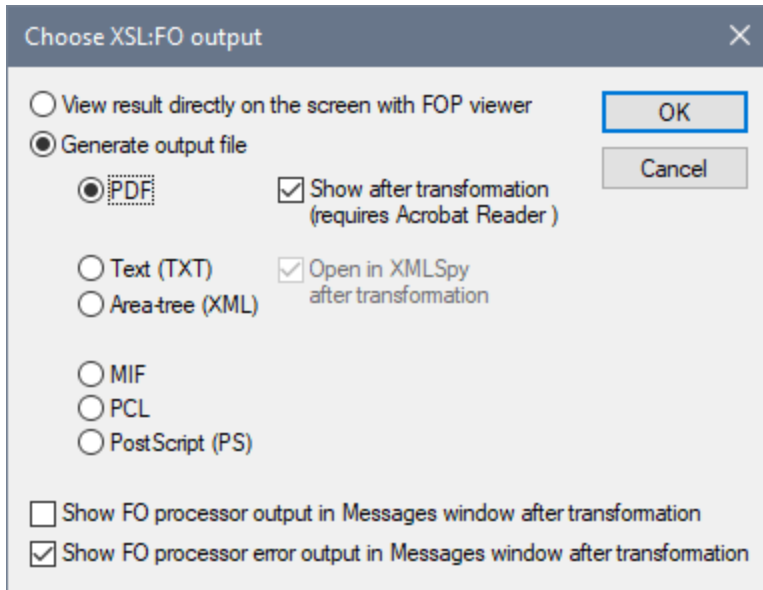 Choose XSL:FO output
View result directly on the screen with FOP viewer
OK
Generate output file
Cancel
PDF
Show after transformation
(requires Acrobat Reader )
Text (TXT)
Open in XMLSpy
after transformation
Area-tree (XML)
MIF
PCL
PostScript (PS)
Show FO processor output in Messages window after transformation
Show FO processor error output in Messages window after transformation